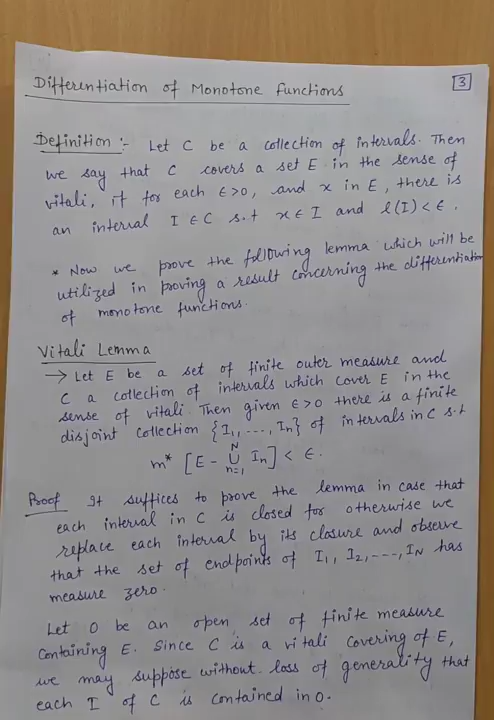 Differentiation of Monotone Functions
3
Definition :- Let C be a collection of intervals. Then
we say that C covers a set E in the sense of
vitali, if for each ϵ>0, and x in E, there is
an interval I ∈ C s.t x ∈ I and l(I) < ϵ.
* Now we prove the following lemma which will be
utilized in proving a result concerning the differentiation
of monotone functions.
Vitali Lemma
→ Let E be a set of finite outer measure and
C a collection of intervals which cover E in the
sense of vitali. Then given ϵ>0 there is a finite
disjoint collection {I₁, ---, In} of intervals in C s.t
m* [E - ⋃ᴺₙ₌₁ In] < ϵ.
Proof It suffices to prove the lemma in case that
each interval in C is closed for otherwise we
replace each interval by its closure and observe
that the set of endpoints of I₁, I₂, ---, I_N has
measure zero.
Let O be an open set of finite measure
containing E. Since C is a vitali covering of E,
we may suppose without loss of generality that
each I of C is contained in O.